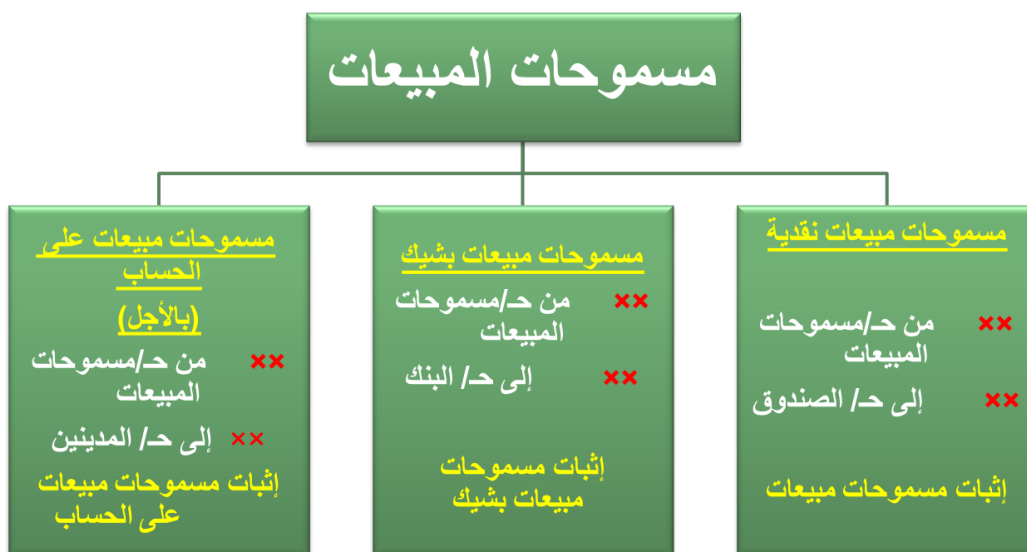 مسموحات المبيعات
مسموحات مبيعات نقدية
×× من حـ/مسموحات
المبيعات
×× إلى حـ/ الصندوق
إثبات مسموحات مبيعات
مسموحات مبيعات بشيك
×× من حـ/مسموحات
المبيعات
×× إلى حـ/ البنك
إثبات مسموحات
مبيعات بشيك
مسموحات مبيعات على
الحساب
(بالأجل)
×× من حـ/مسموحات
المبيعات
×× إلى حـ/ المدينين
إثبات مسموحات مبيعات
على الحساب